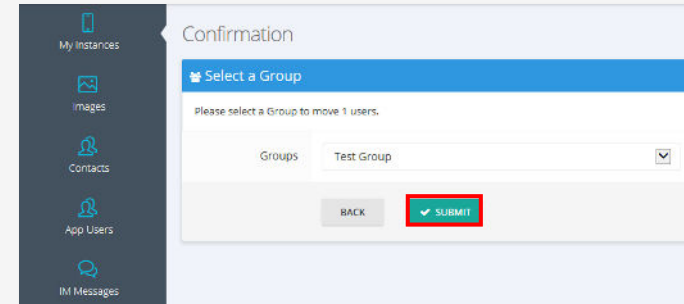 My Instances
Images
Contacts
App Users
IM Messages
Confirmation
Select a Group
Please select a Group to move 1 users.
Groups Test Group
BACK SUBMIT